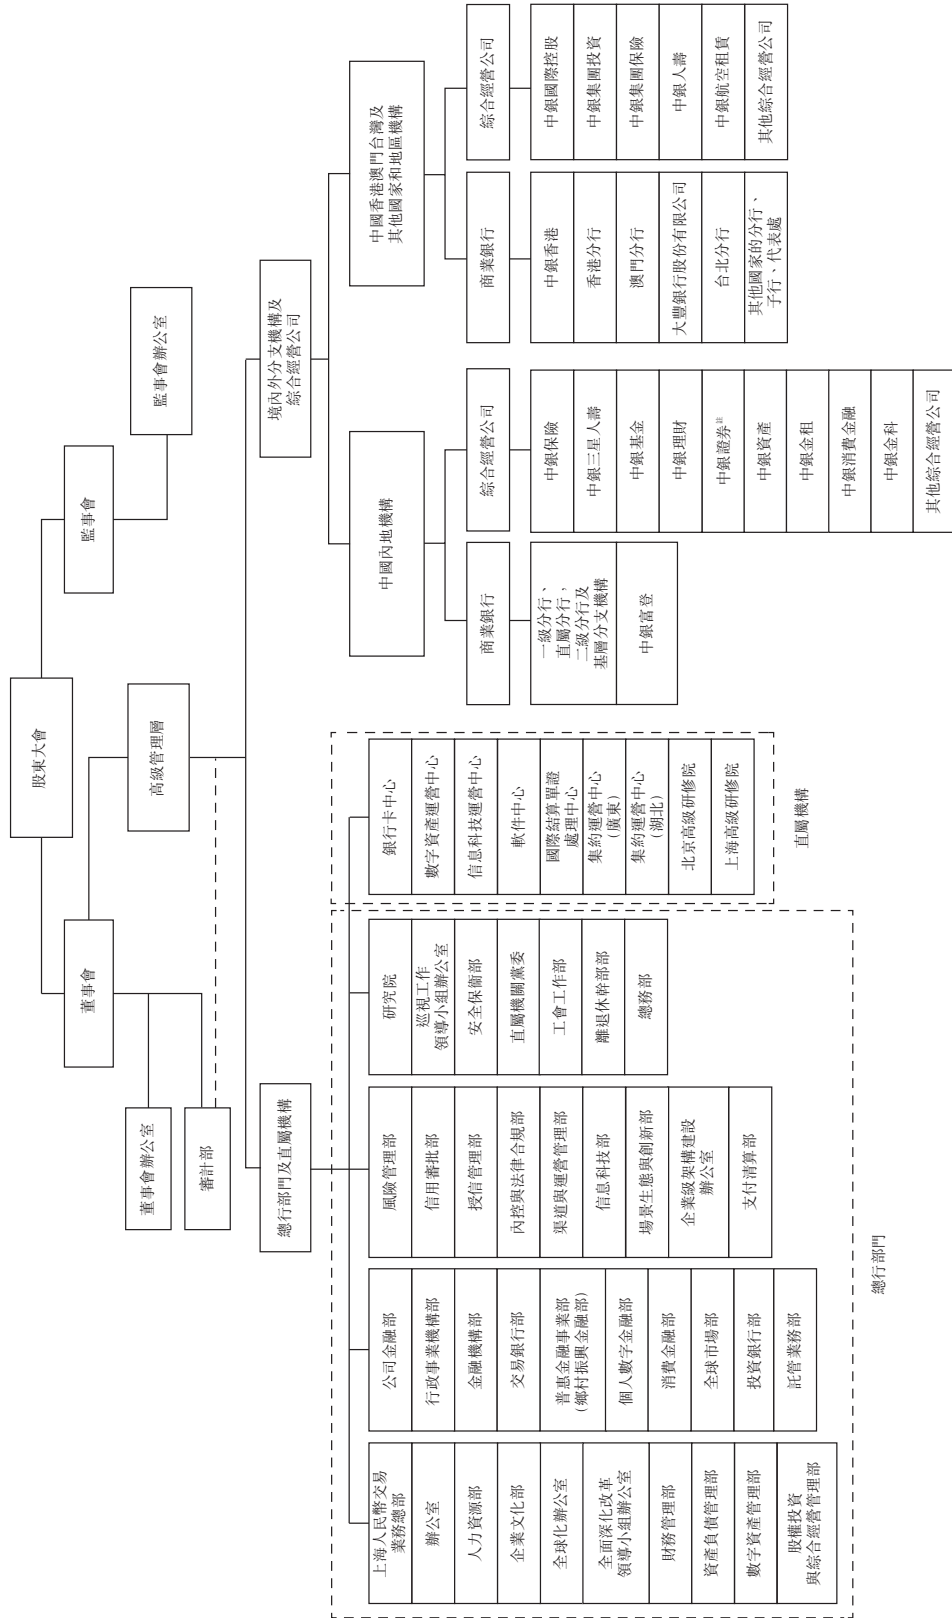 股東大會
董事會
監事會
董事會辦公室
審計部
高級管理層
監事會辦公室
總行部門及直屬機構
境內外分支機構及
綜合經營公司
上海人民幣交易
業務總部
辦公室
人力資源部
企業文化部
全球化辦公室
全面深化改革
領導小組辦公室
財務管理部
資產負債管理部
數字資產管理部
股權投資
與綜合經營管理部
公司金融部
行政事業機構部
金融機構部
交易銀行部
普惠金融事業部
（鄉村振興金融部）
個人數字金融部
消費金融部
全球市場部
投資銀行部
託管業務部
風險管理部
信用審批部
授信管理部
內控與法律合規部
渠道與運營管理部
信息科技部
場景生態與創新部
企業級架構建設
辦公室
支付清算部
研究院
巡視工作
領導小組辦公室
安全保衛部
直屬機關黨委
工會工作部
離退休幹部部
總務部
總行部門
銀行卡中心
數字資產運營中心
信息科技運營中心
軟件中心
國際結算單證
處理中心
集約運營中心
（廣東）
集約運營中心
（湖北）
北京高級研修院
上海高級研修院
直屬機構
中國內地機構
商業銀行
一級分行、
直屬分行，
二級分行及
基層分支機構
中銀富登
綜合經營公司
中銀保險
中銀三星人壽
中銀基金
中銀理財
中銀證券註
中銀資產
中銀金租
中銀消費金融
中銀金科
其他綜合經營公司
中國香港澳門台灣及
其他國家和地區機構
商業銀行
中銀香港
香港分行
澳門分行
大豐銀行股份有限公司
台北分行
其他國家的分行、
子行、代表處
綜合經營公司
中銀國際控股
中銀集團投資
中銀集團保險
中銀人壽
中銀航空租賃
其他綜合經營公司